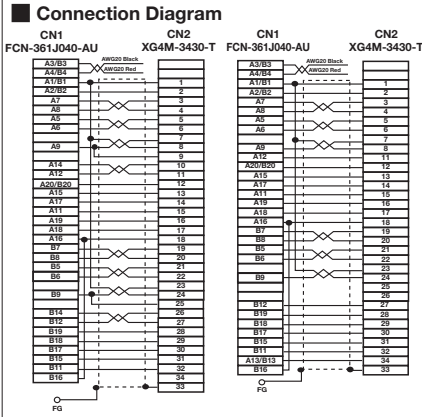 Connection Diagram
CN1
FCN-361J040-AU
CN2
XG4M-3430-T
AWG20 Black
A3/B3
AWG20 Red
A4/B4
A1/B1 1
A2/B2 2
A7 3
A8 4
A5 5
A6 6
7
A9 8
9
A14 10
A12 11
A20/B20 12
A15 13
A17 14
A11 15
A19 16
A18 17
A16 18
B7 19
B8 20
B5 21
B6 22
23
B9 24
25
B14 26
B12 27
B19 28
B18 29
B17 30
B15 31
B11 32
B16 34
33
FG
CN1
FCN-361J040-AU
CN2
XG4M-3430-T
AWG20 Black
A3/B3
AWG20 Red
A4/B4
A1/B1 1
A2/B2 2
A7 3
A8 4
A5 5
A6 6
7
A9 8
A12 11
A20/B20 12
A15 13
A17 14
A11 15
A19 16
A18 17
A16 18
B7 19
B8 20
B5 21
B6 22
23
B9 24
25
26
B12 27
B19 28
B18 29
B17 30
B15 31
B11 32
A13/B13 34
B16 33
FG